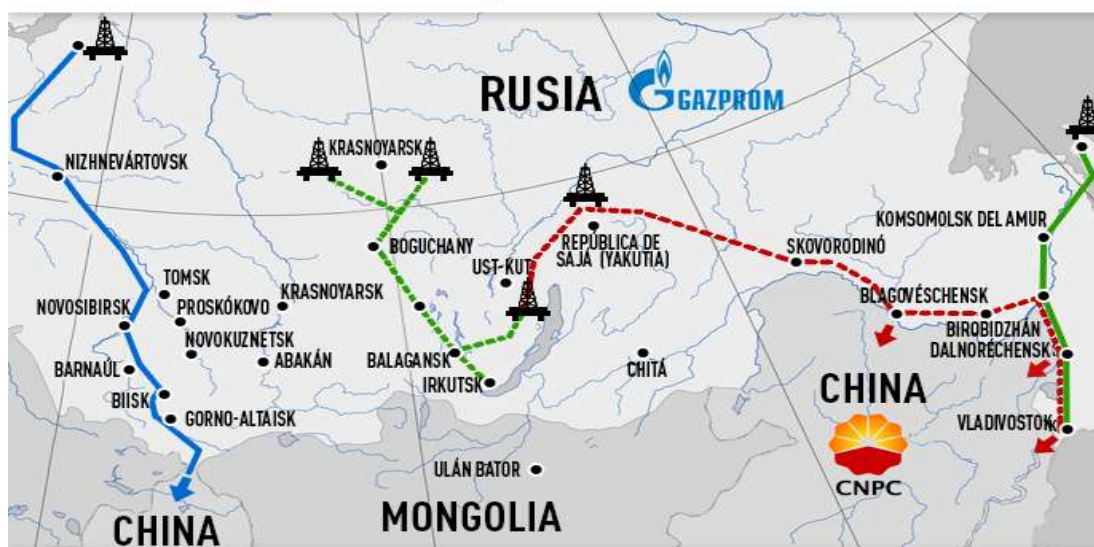 RUSIA
GAZPROM
KRASNOYARSK
NIZHNEVÁRTOVSK
KOMSOMOLSK DEL AMUR
BOGUCHANY
REPÚBLICA DE
SAJÁ (YAKUTIA)
SKOVORODINÓ
UST-KUT
TOMSK
KRASNOYARSK
NOVOSIBIRSK
PROSKÓKOVO
BLAGOVÉSCHENSK
BIROBIDZHÁN
NOVOKUZNETSK
DALNORÉCHENSK
BARNAÚL
ABAKÁN
BALAGANSK
CHITÁ
IRKUTSK
BIISK
CHINA
GORNO-ALTAISK
VLADIVOSTOK
ULÁN BATOR
CNPC
CHINA
MONGOLIA